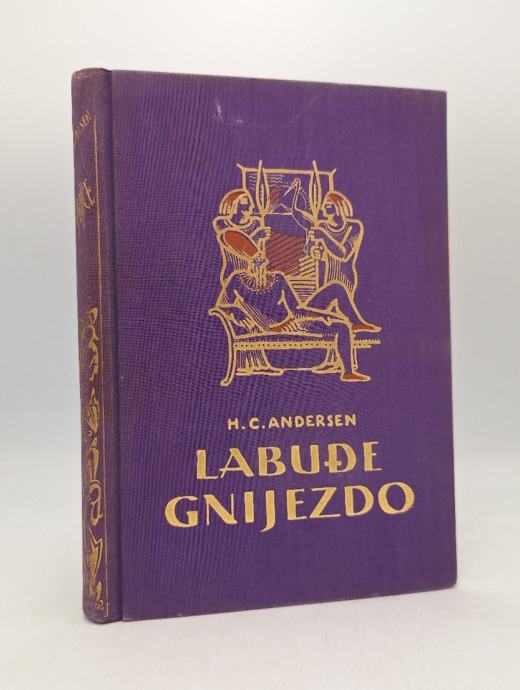 H. C. ANDERSEN
LABUĐE
GNIJEZDO